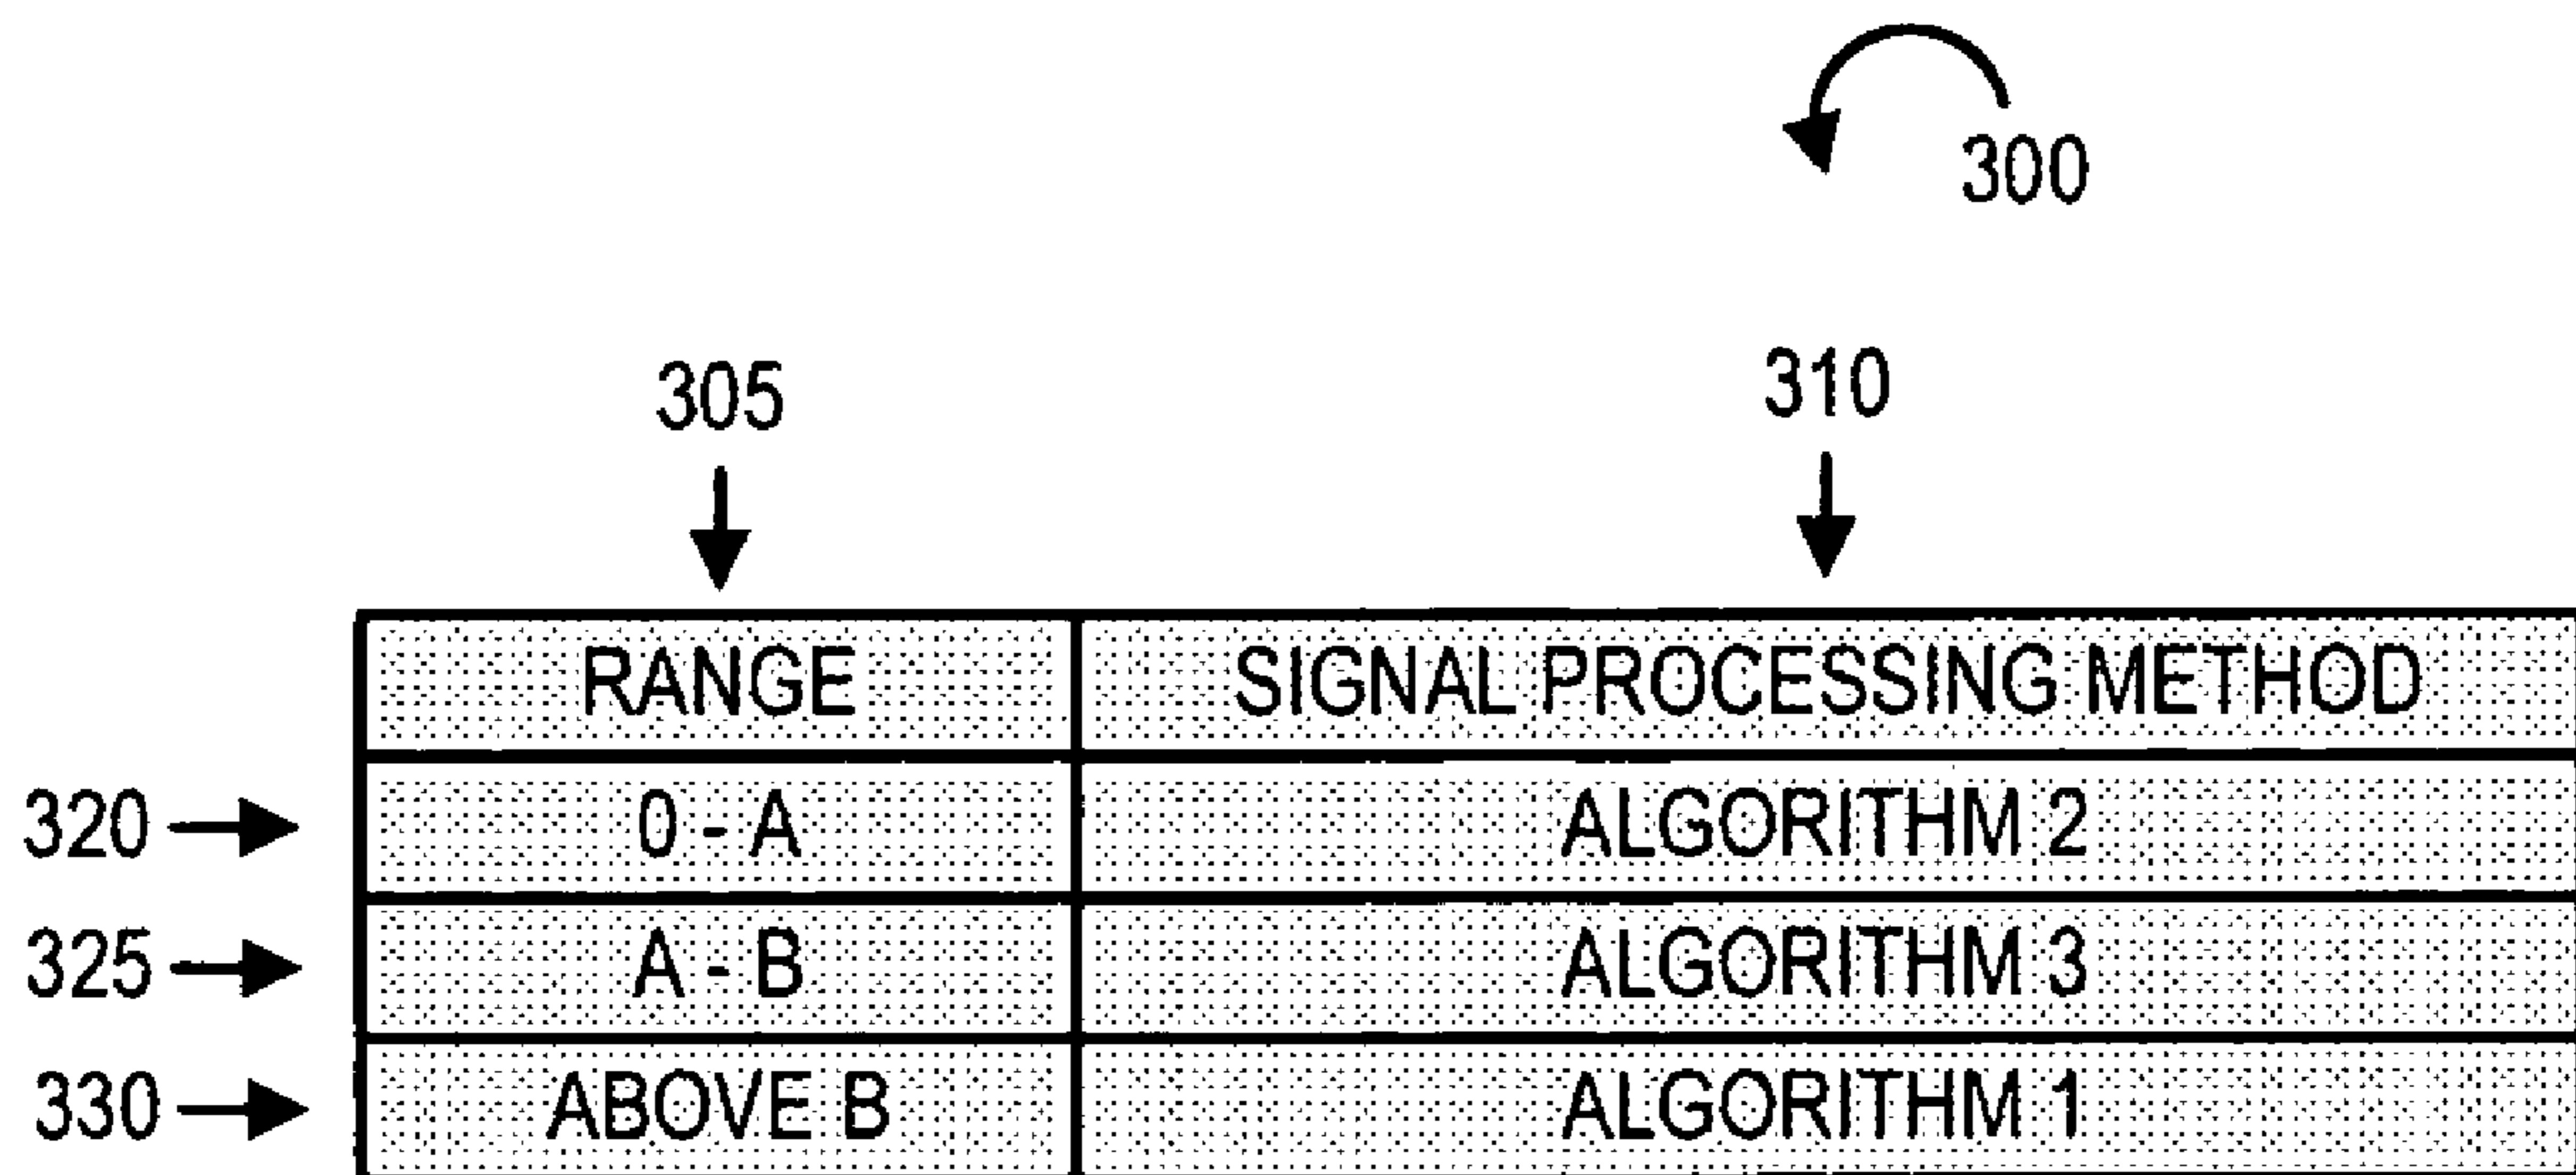 300
305 310
RANGE SIGNAL PROCESSING METHOD
320 0 - A ALGORITHM 2
325 A - B ALGORITHM 3
330 ABOVE B ALGORITHM 1